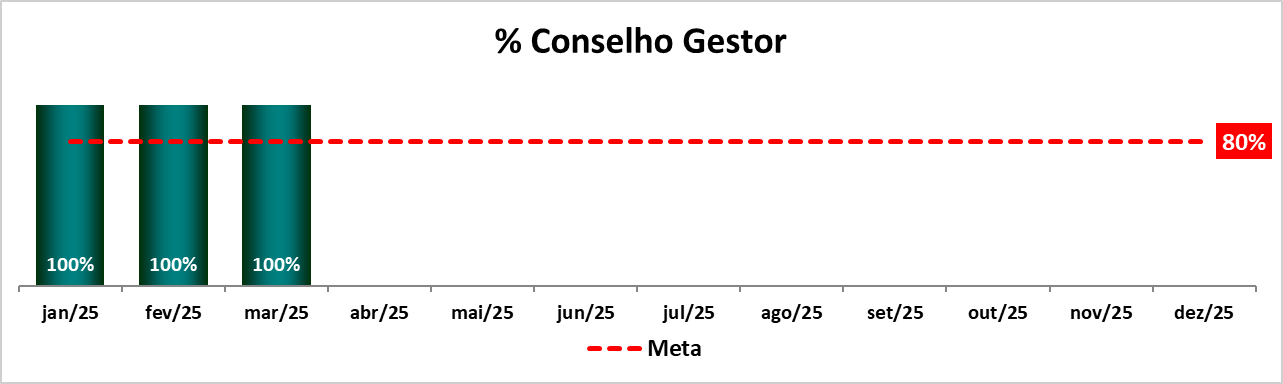 % Conselho Gestor
80%
100% 100% 100%
jan/25 fev/25 mar/25 abr/25 mai/25 jun/25 jul/25 ago/25 set/25 out/25 nov/25 dez/25
Meta